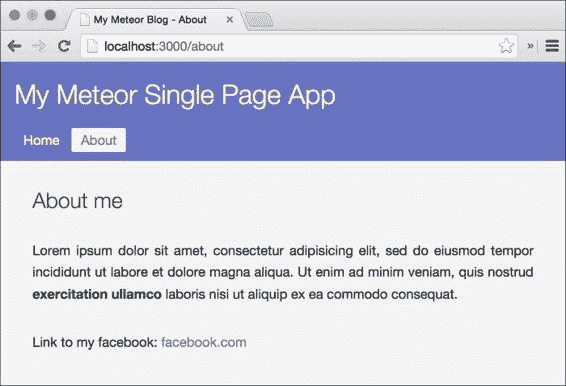 My Meteor Blog - About
localhost:3000/about
My Meteor Single Page App
Home About
About me
Lorem ipsum dolor sit amet, consectetur adipisicing elit, sed do eiusmod tempor
incididunt ut labore et dolore magna aliqua. Ut enim ad minim veniam, quis nostrud
exercitation ullamco laboris nisi ut aliquip ex ea commodo consequat.
Link to my facebook: facebook.com